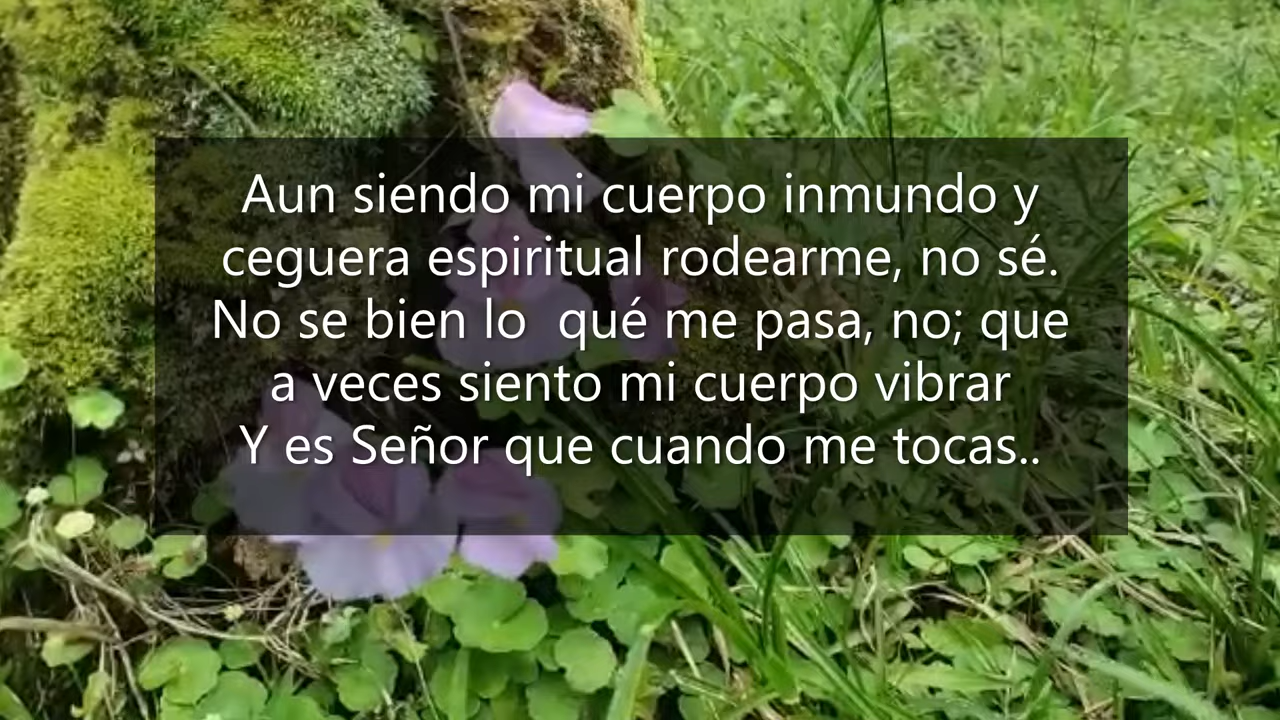 Aun siendo mi cuerpo inmundo y
ceguera espiritual rodearme, no sé.
No se bien lo  qué me pasa, no; que
a veces siento mi cuerpo vibrar
Y es Señor que cuando me tocas..